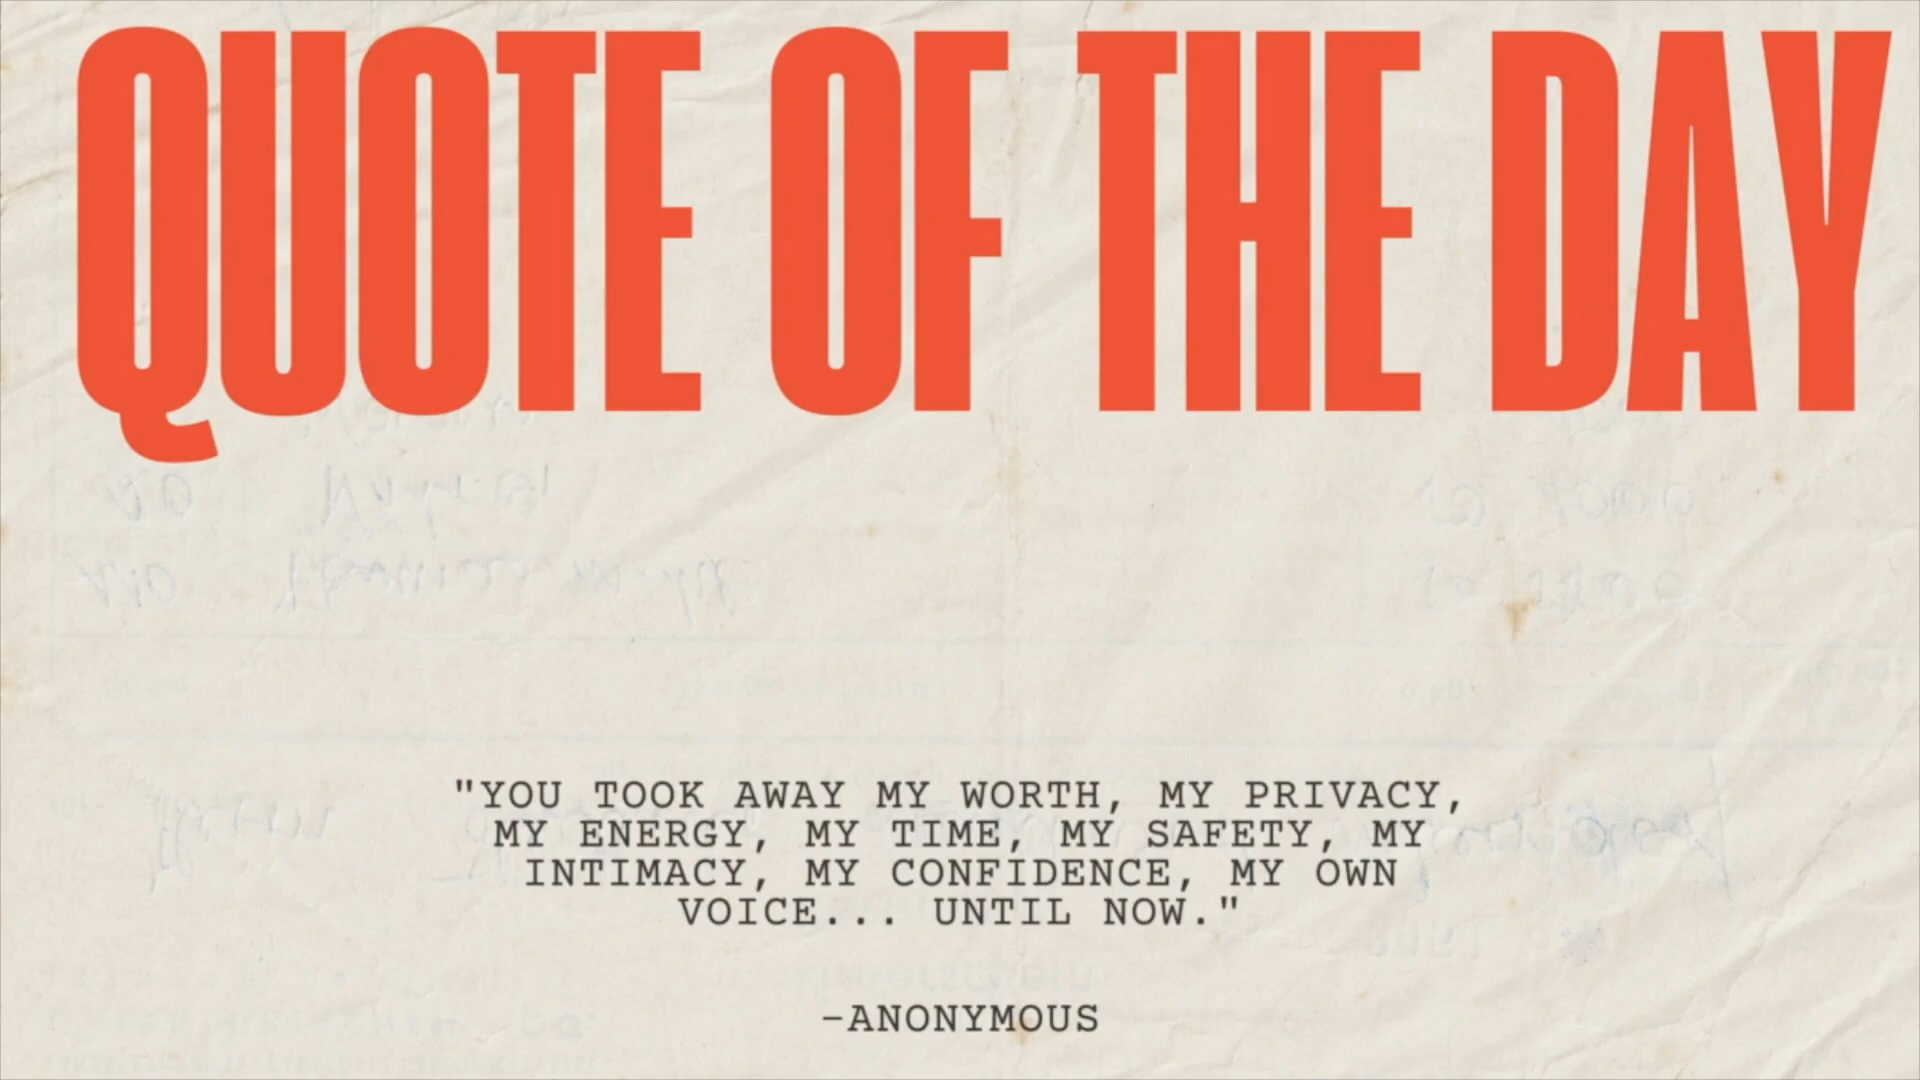 QUOTE OF THE DAY
"YOU TOOK AWAY MY WORTH, MY PRIVACY,
MY ENERGY, MY TIME, MY SAFETY, MY
INTIMACY, MY CONFIDENCE, MY OWN
VOICE... UNTIL NOW."
-ANONYMOUS